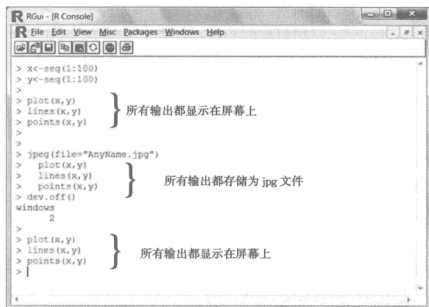 RGui - [R Console]
File Edit View Misc Packages Windows Help
> x<-seq(1:100)
> y<-seq(1:100)
>
> plot(x,y)
> lines(x,y)
> points(x,y)
所有输出都显示在屏幕上
>
>
> jpeg(file="AnyName.jpg")
> plot(x,y)
> lines(x,y)
> points(x,y)
所有输出都存储为 jpg 文件
> dev.off()
windows
2
>
> plot(x,y)
> lines(x,y)
> points(x,y)
所有输出都显示在屏幕上
>